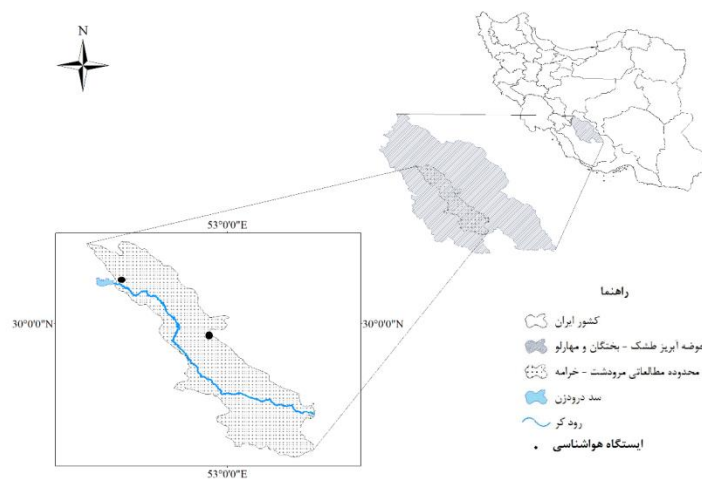 N
53°0'0"E
30°0'0"N
30°0'0"N
53°0'0"E
راهنما
کشور ایران
حوضه آبریز طشک - بختگان و مهارلو
محدوده مطالعاتی مرودشت - خرامه
سد درودزن
رود کر
ایستگاه هواشناسی